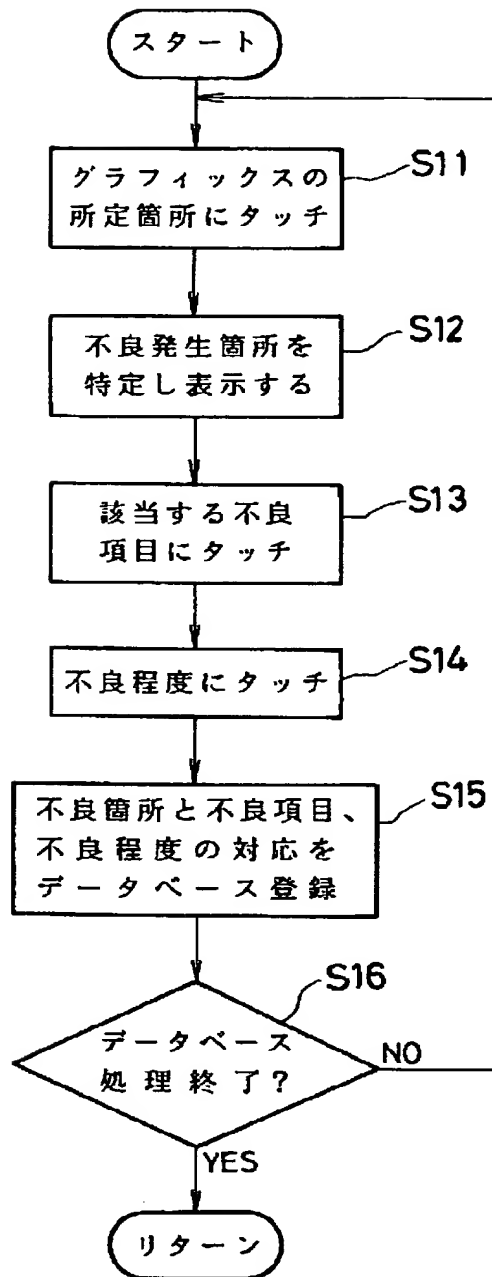 スタート
グラフィックスの
所定箇所にタッチ
S11
不良発生箇所を
特定し表示する
S12
該当する不良
項目にタッチ
S13
不良程度にタッチ
S14
不良箇所と不良項目、
不良程度の対応を
データベース登録
S15
データベース
処理終了?
S16
NO
YES
リターン